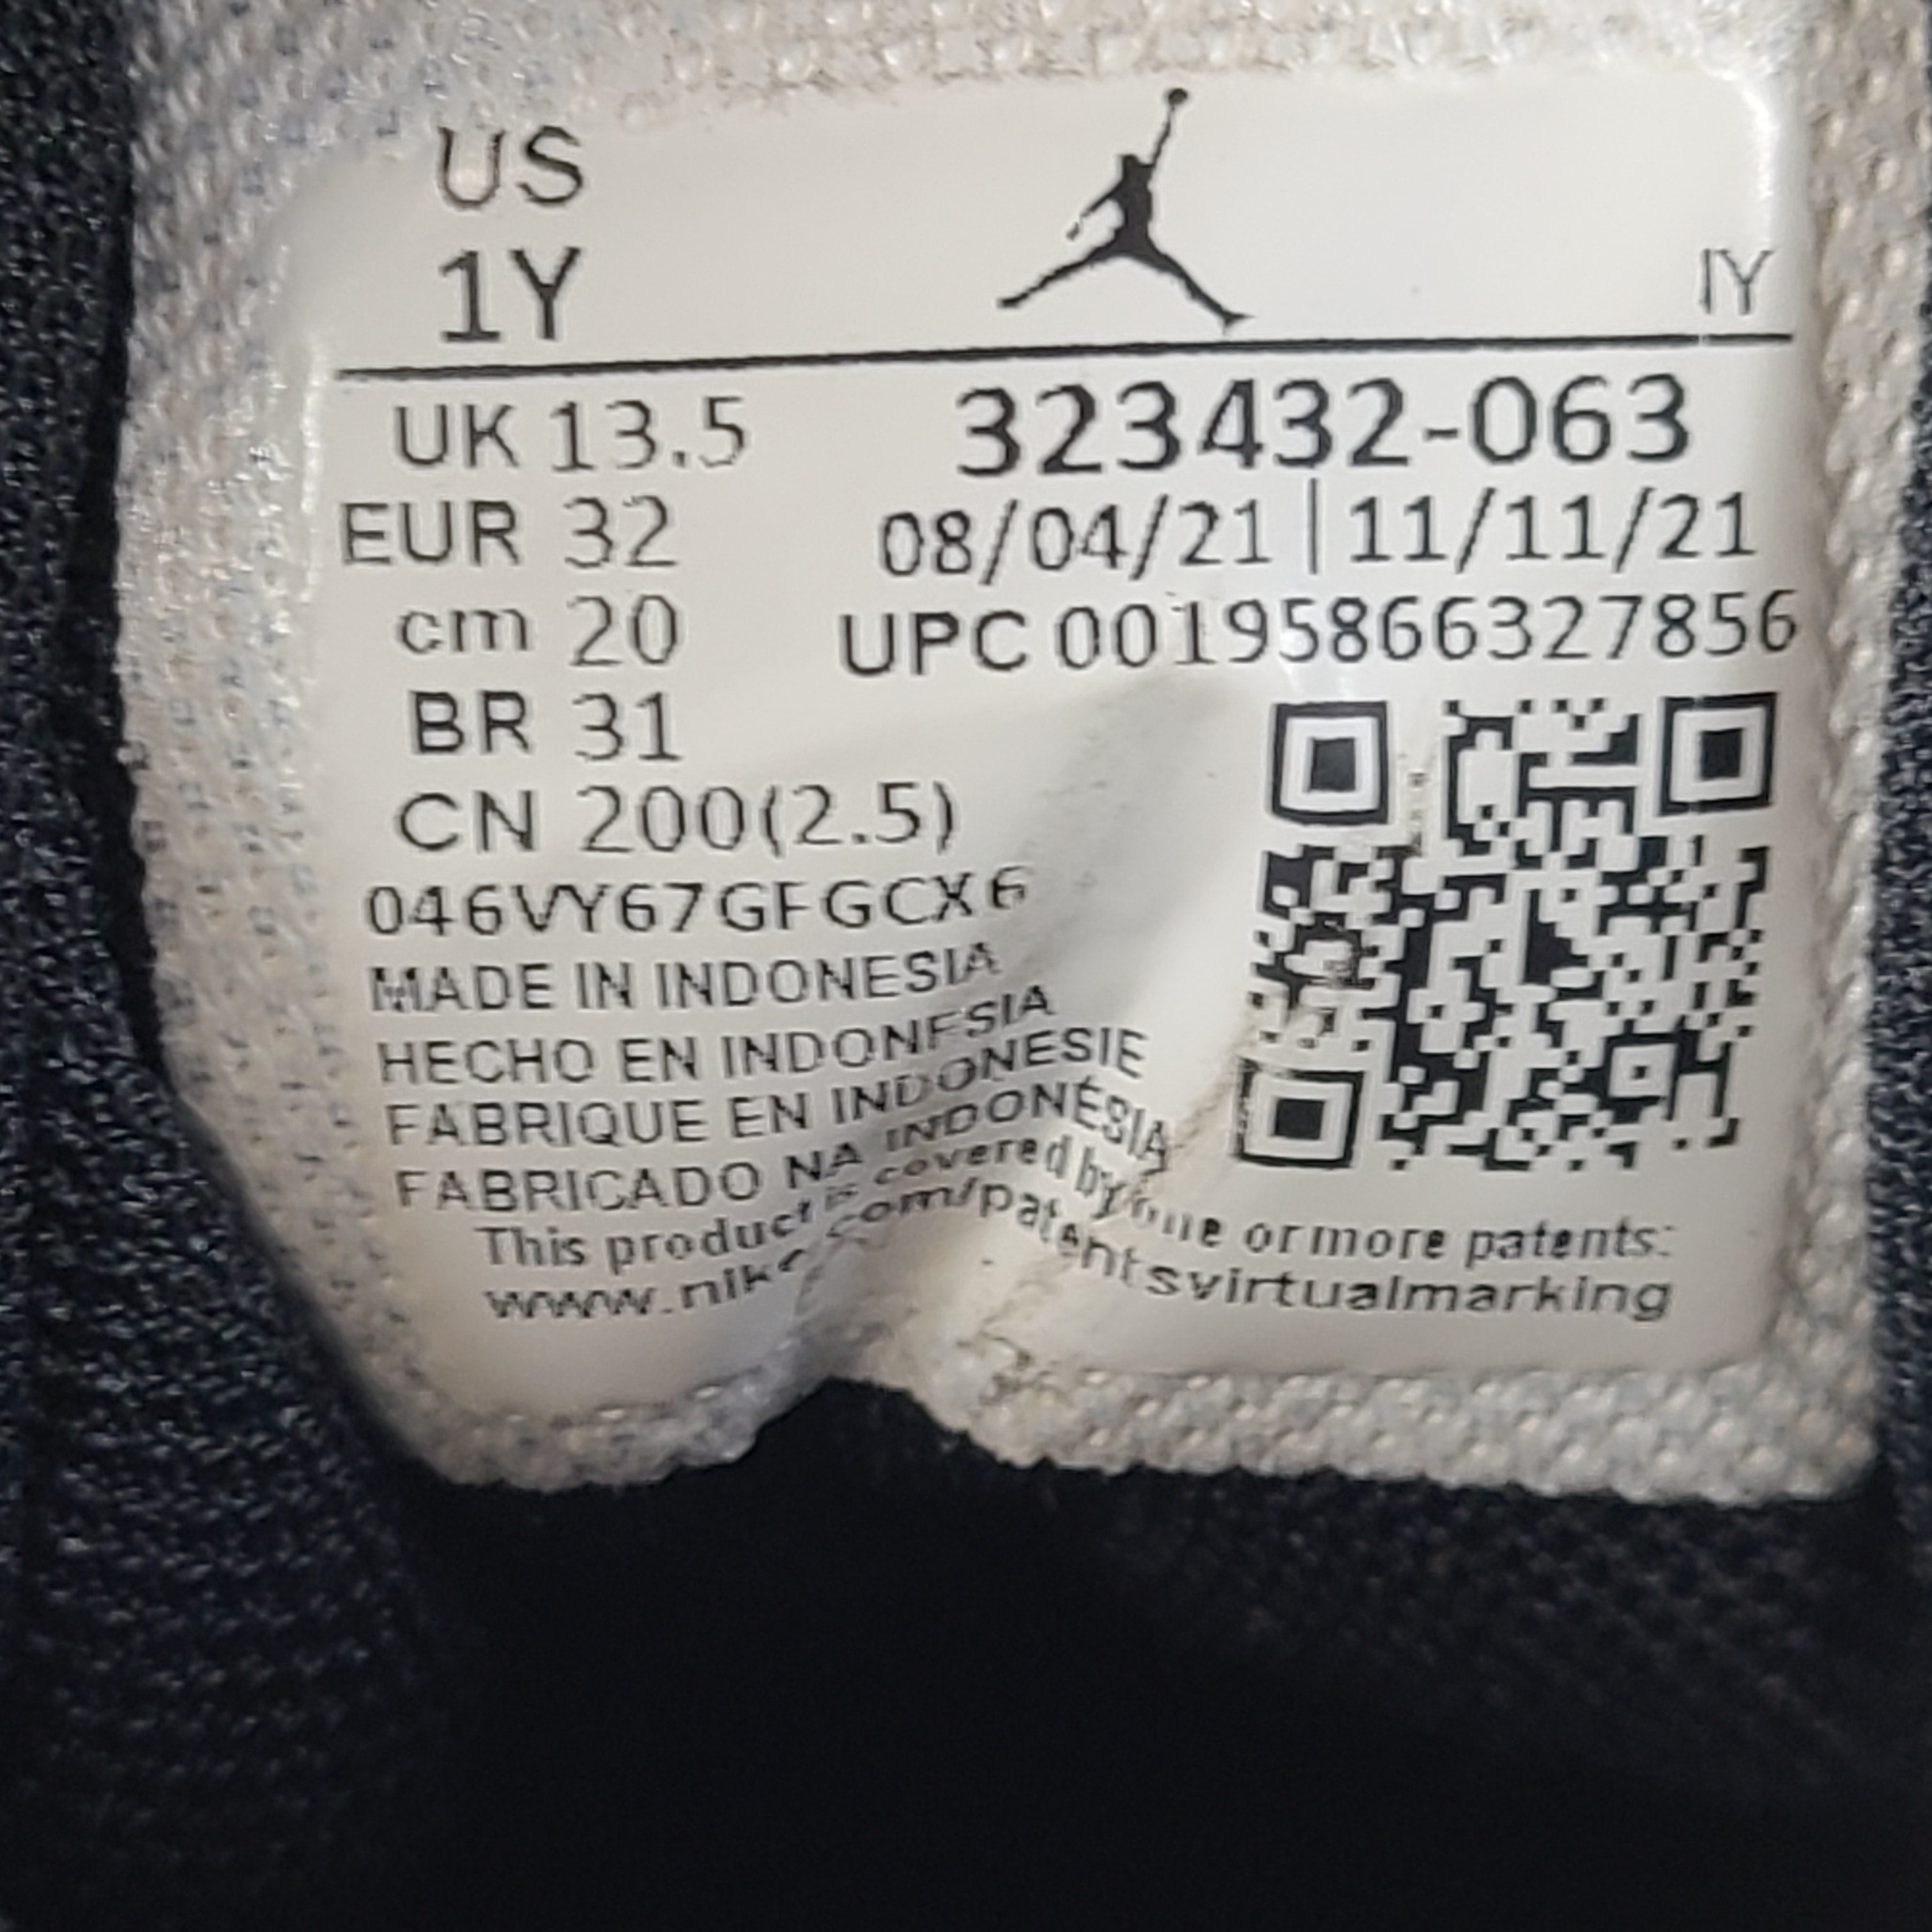 US
1Y
IY
UK 13.5
323432-063
EUR 32
08/04/21 | 11/11/21
cm 20
UPC 00195866327856
BR 31
CN 200(2.5)
046VY67GFGCX6
MADE IN INDONESIA
HECHO EN INDONESIA
FABRIQUE EN INDONESIE
FABRICADO NA INDONÉSIA
This product is covered by one or more patents:
www.nike.com/patentsvirtualmarking